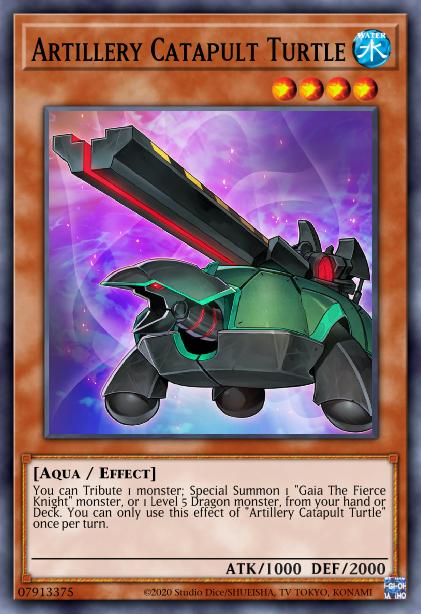 ARTILLERY CATAPULT TURTLE
WATER
水
[AQUA / EFFECT]
You can Tribute 1 monster; Special Summon 1 "Gaia The Fierce
Knight" monster, or 1 Level 5 Dragon monster, from your hand or
Deck. You can only use this effect of "Artillery Catapult Turtle"
once per turn.
ATK/1000 DEF/2000
07913375
©2020 Studio Dice/SHUEISHA, TV TOKYO, KONAMI